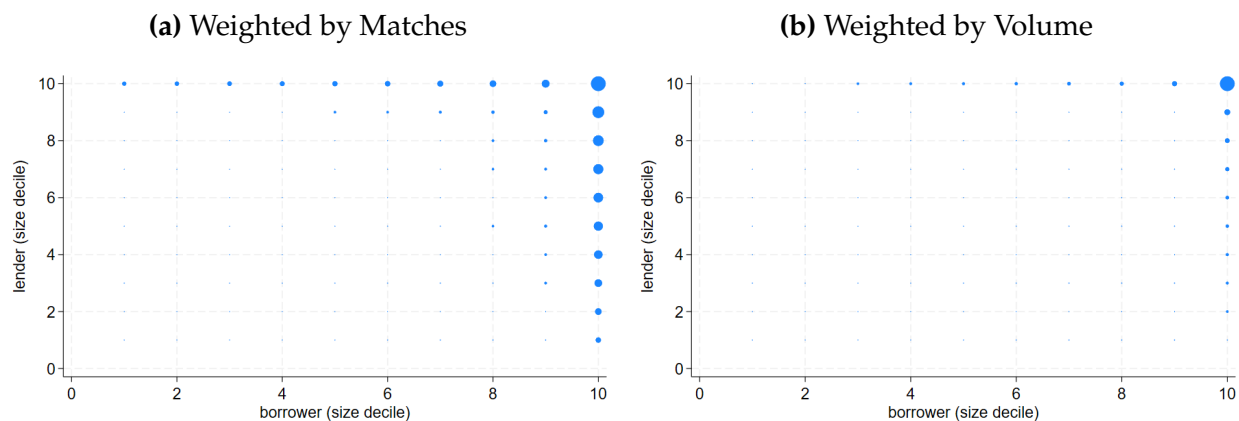 (a) Weighted by Matches
10
8
6
4
2
0
lender (size decile)
0 2 4 6 8 10
borrower (size decile)
(b) Weighted by Volume
10
8
6
4
2
0
lender (size decile)
0 2 4 6 8 10
borrower (size decile)